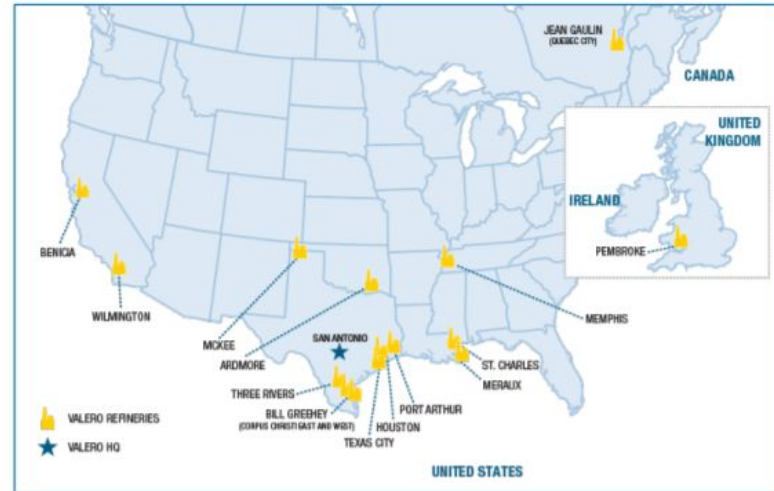 JEAN GAULIN
(QUEBEC CITY)
CANADA
UNITED
KINGDOM
IRELAND
PEMBROKE
BENICIA
WILMINGTON
MCKEE
ARDMORE
MEMPHIS
SAN ANTONIO
ST. CHARLES
MERAUX
THREE RIVERS
PORT ARTHUR
BILL GREEHEY
(CORPUS CHRISTI EAST AND WEST)
HOUSTON
TEXAS CITY
VALERO REFINERIES
VALERO HQ
UNITED STATES